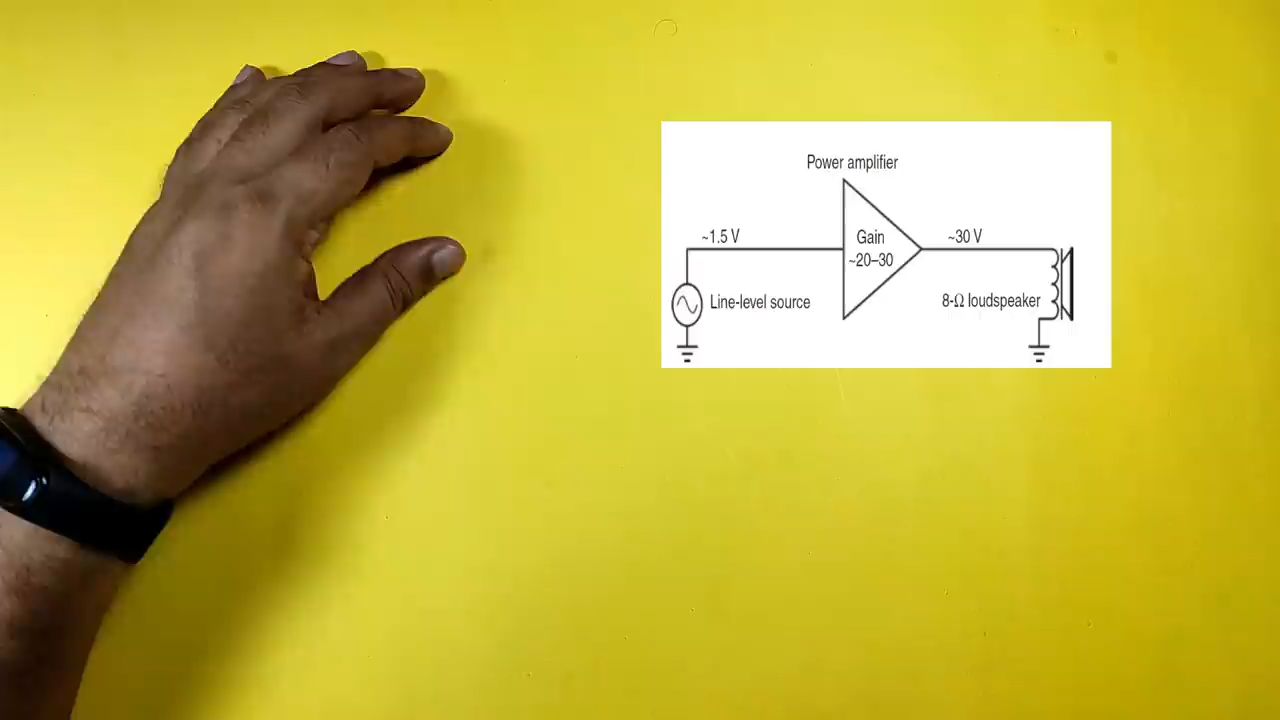 Power amplifier
~1.5 V
Gain
~20–30
~30 V
Line-level source
8-Ω loudspeaker